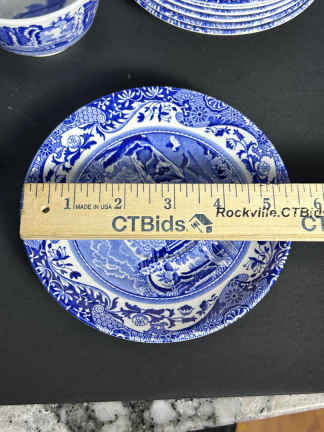 1 2 3 4 5 6
MADE IN USA
CTBids
Rockville.CTBids